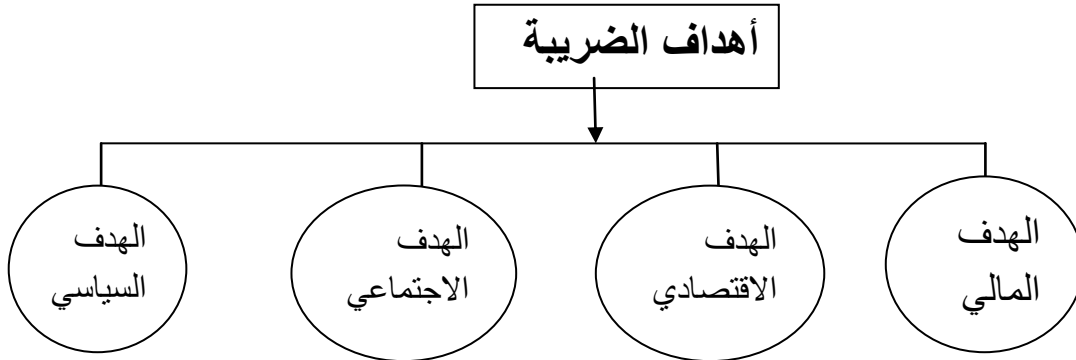 أهداف الضريبة
الهدف
المالي
الهدف
الاقتصادي
الهدف
الاجتماعي
الهدف
السياسي